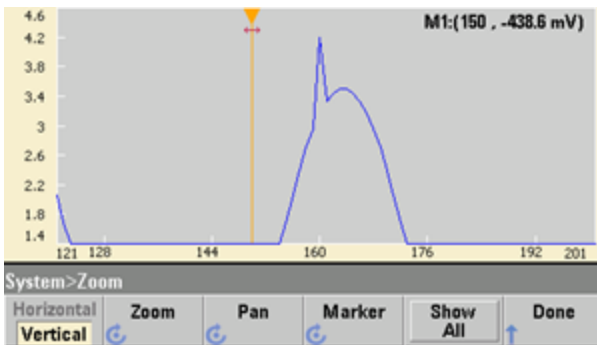 4.6
M1:(150 , -438.6 mV)
4.2
3.8
3.4
3
2.6
2.2
1.8
1.4
121 128 144 160 176 192 201
System>Zoom
Horizontal Zoom Pan Marker Show All Done
Vertical